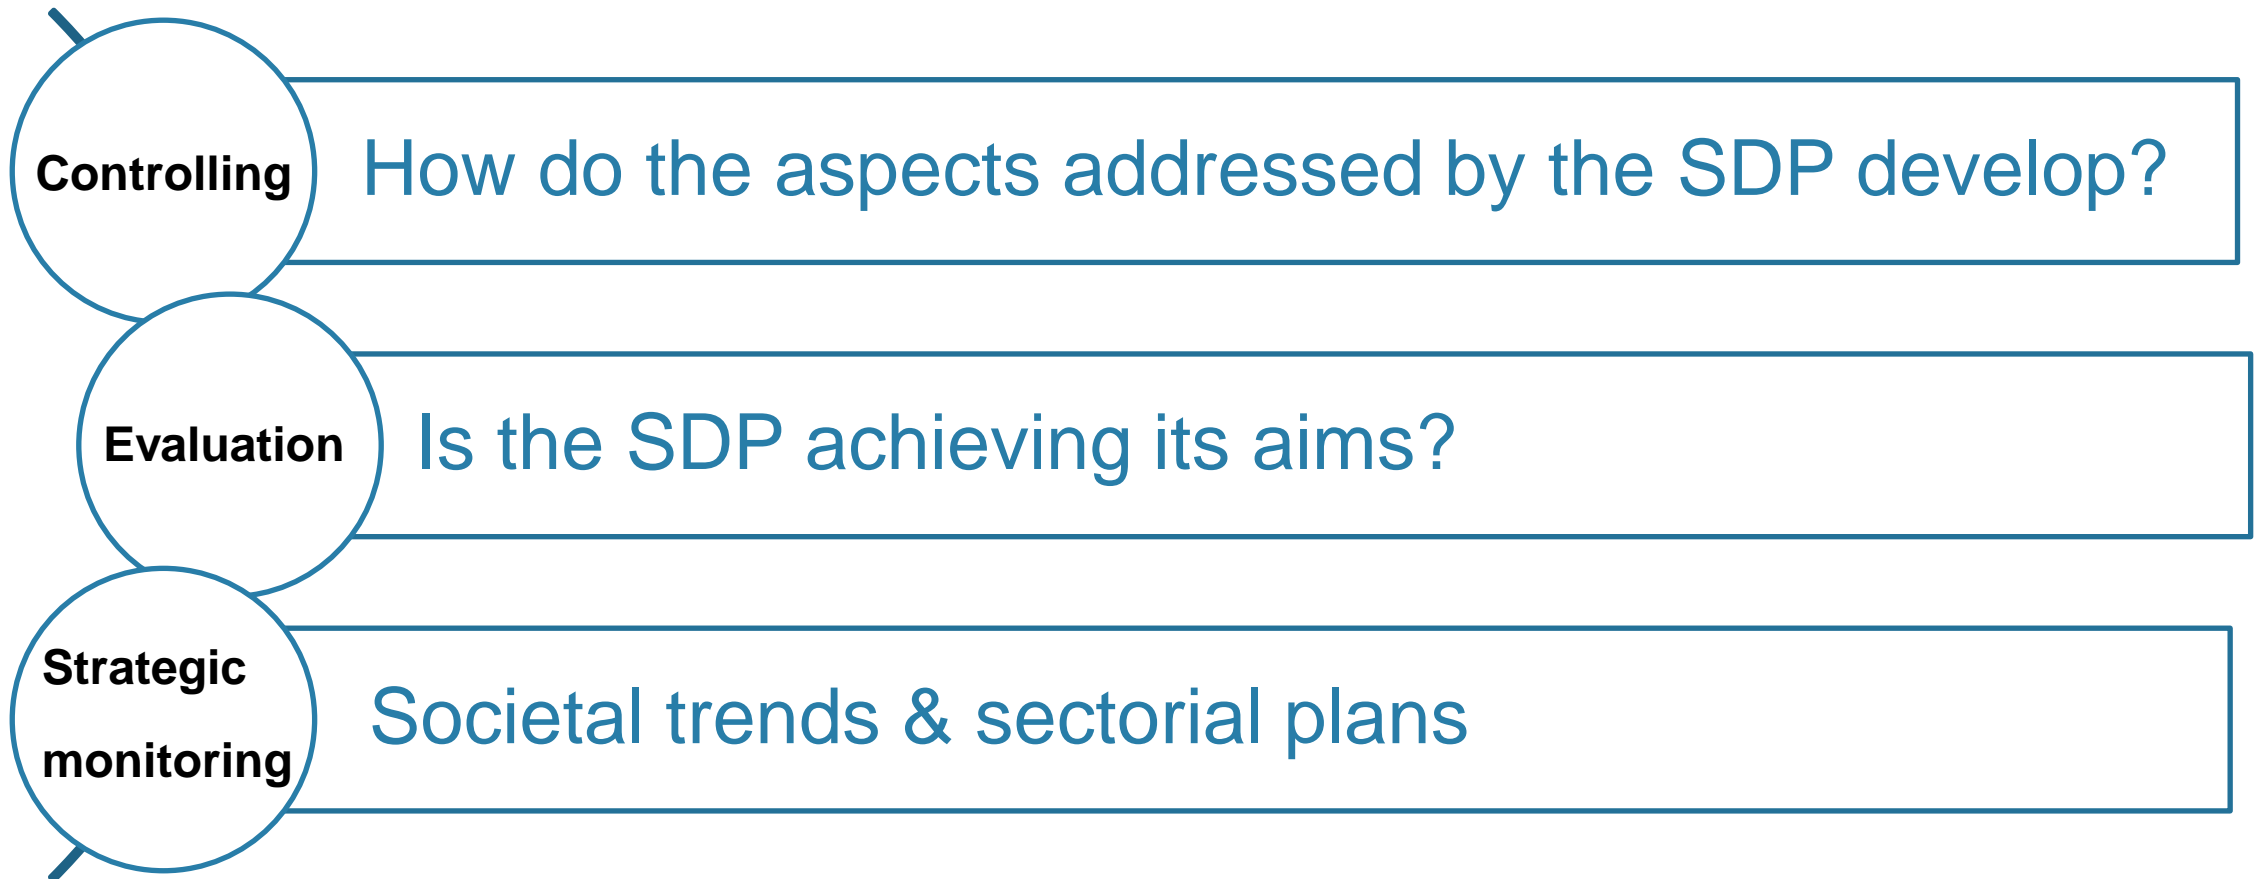 Controlling
How do the aspects addressed by the SDP develop?
Evaluation
Is the SDP achieving its aims?
Strategic
monitoring
Societal trends & sectorial plans